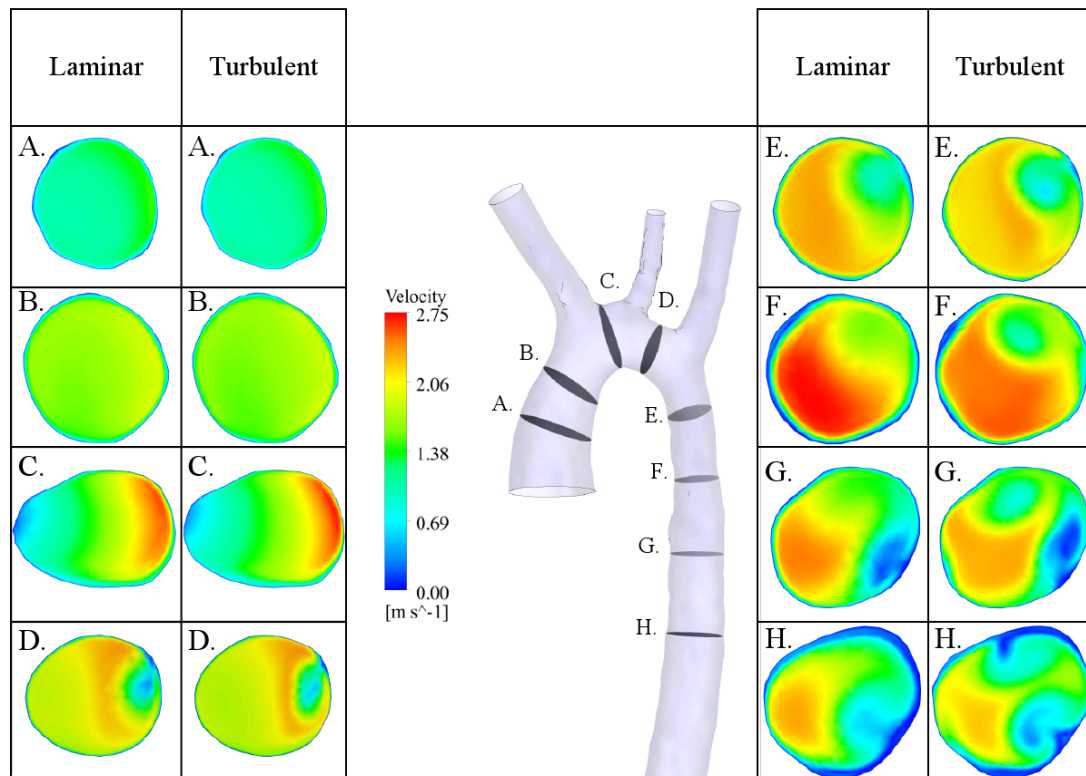 Laminar Turbulent Laminar Turbulent
A. A. E. E.
B. B. F. F.
C. C. G. G.
D. D. H. H.
Velocity
2.75
2.06
1.38
0.69
0.00
[m s^-1]
C.
D.
B.
A.
E.
F.
G.
H.